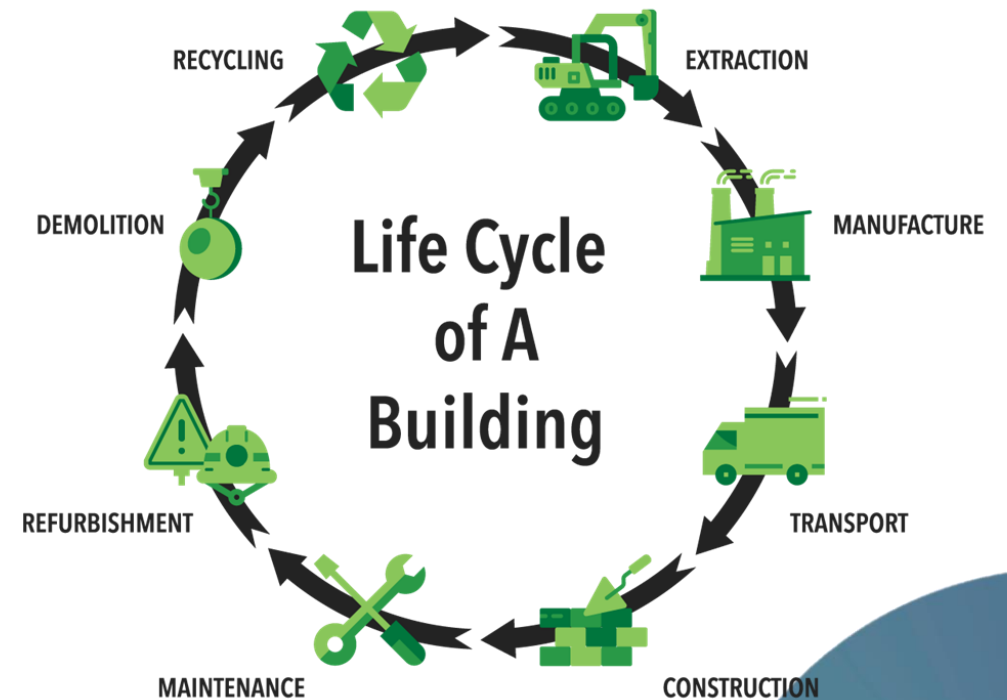 RECYCLING
EXTRACTION
DEMOLITION
MANUFACTURE
Life Cycle
of A
Building
REFURBISHMENT
TRANSPORT
MAINTENANCE
CONSTRUCTION